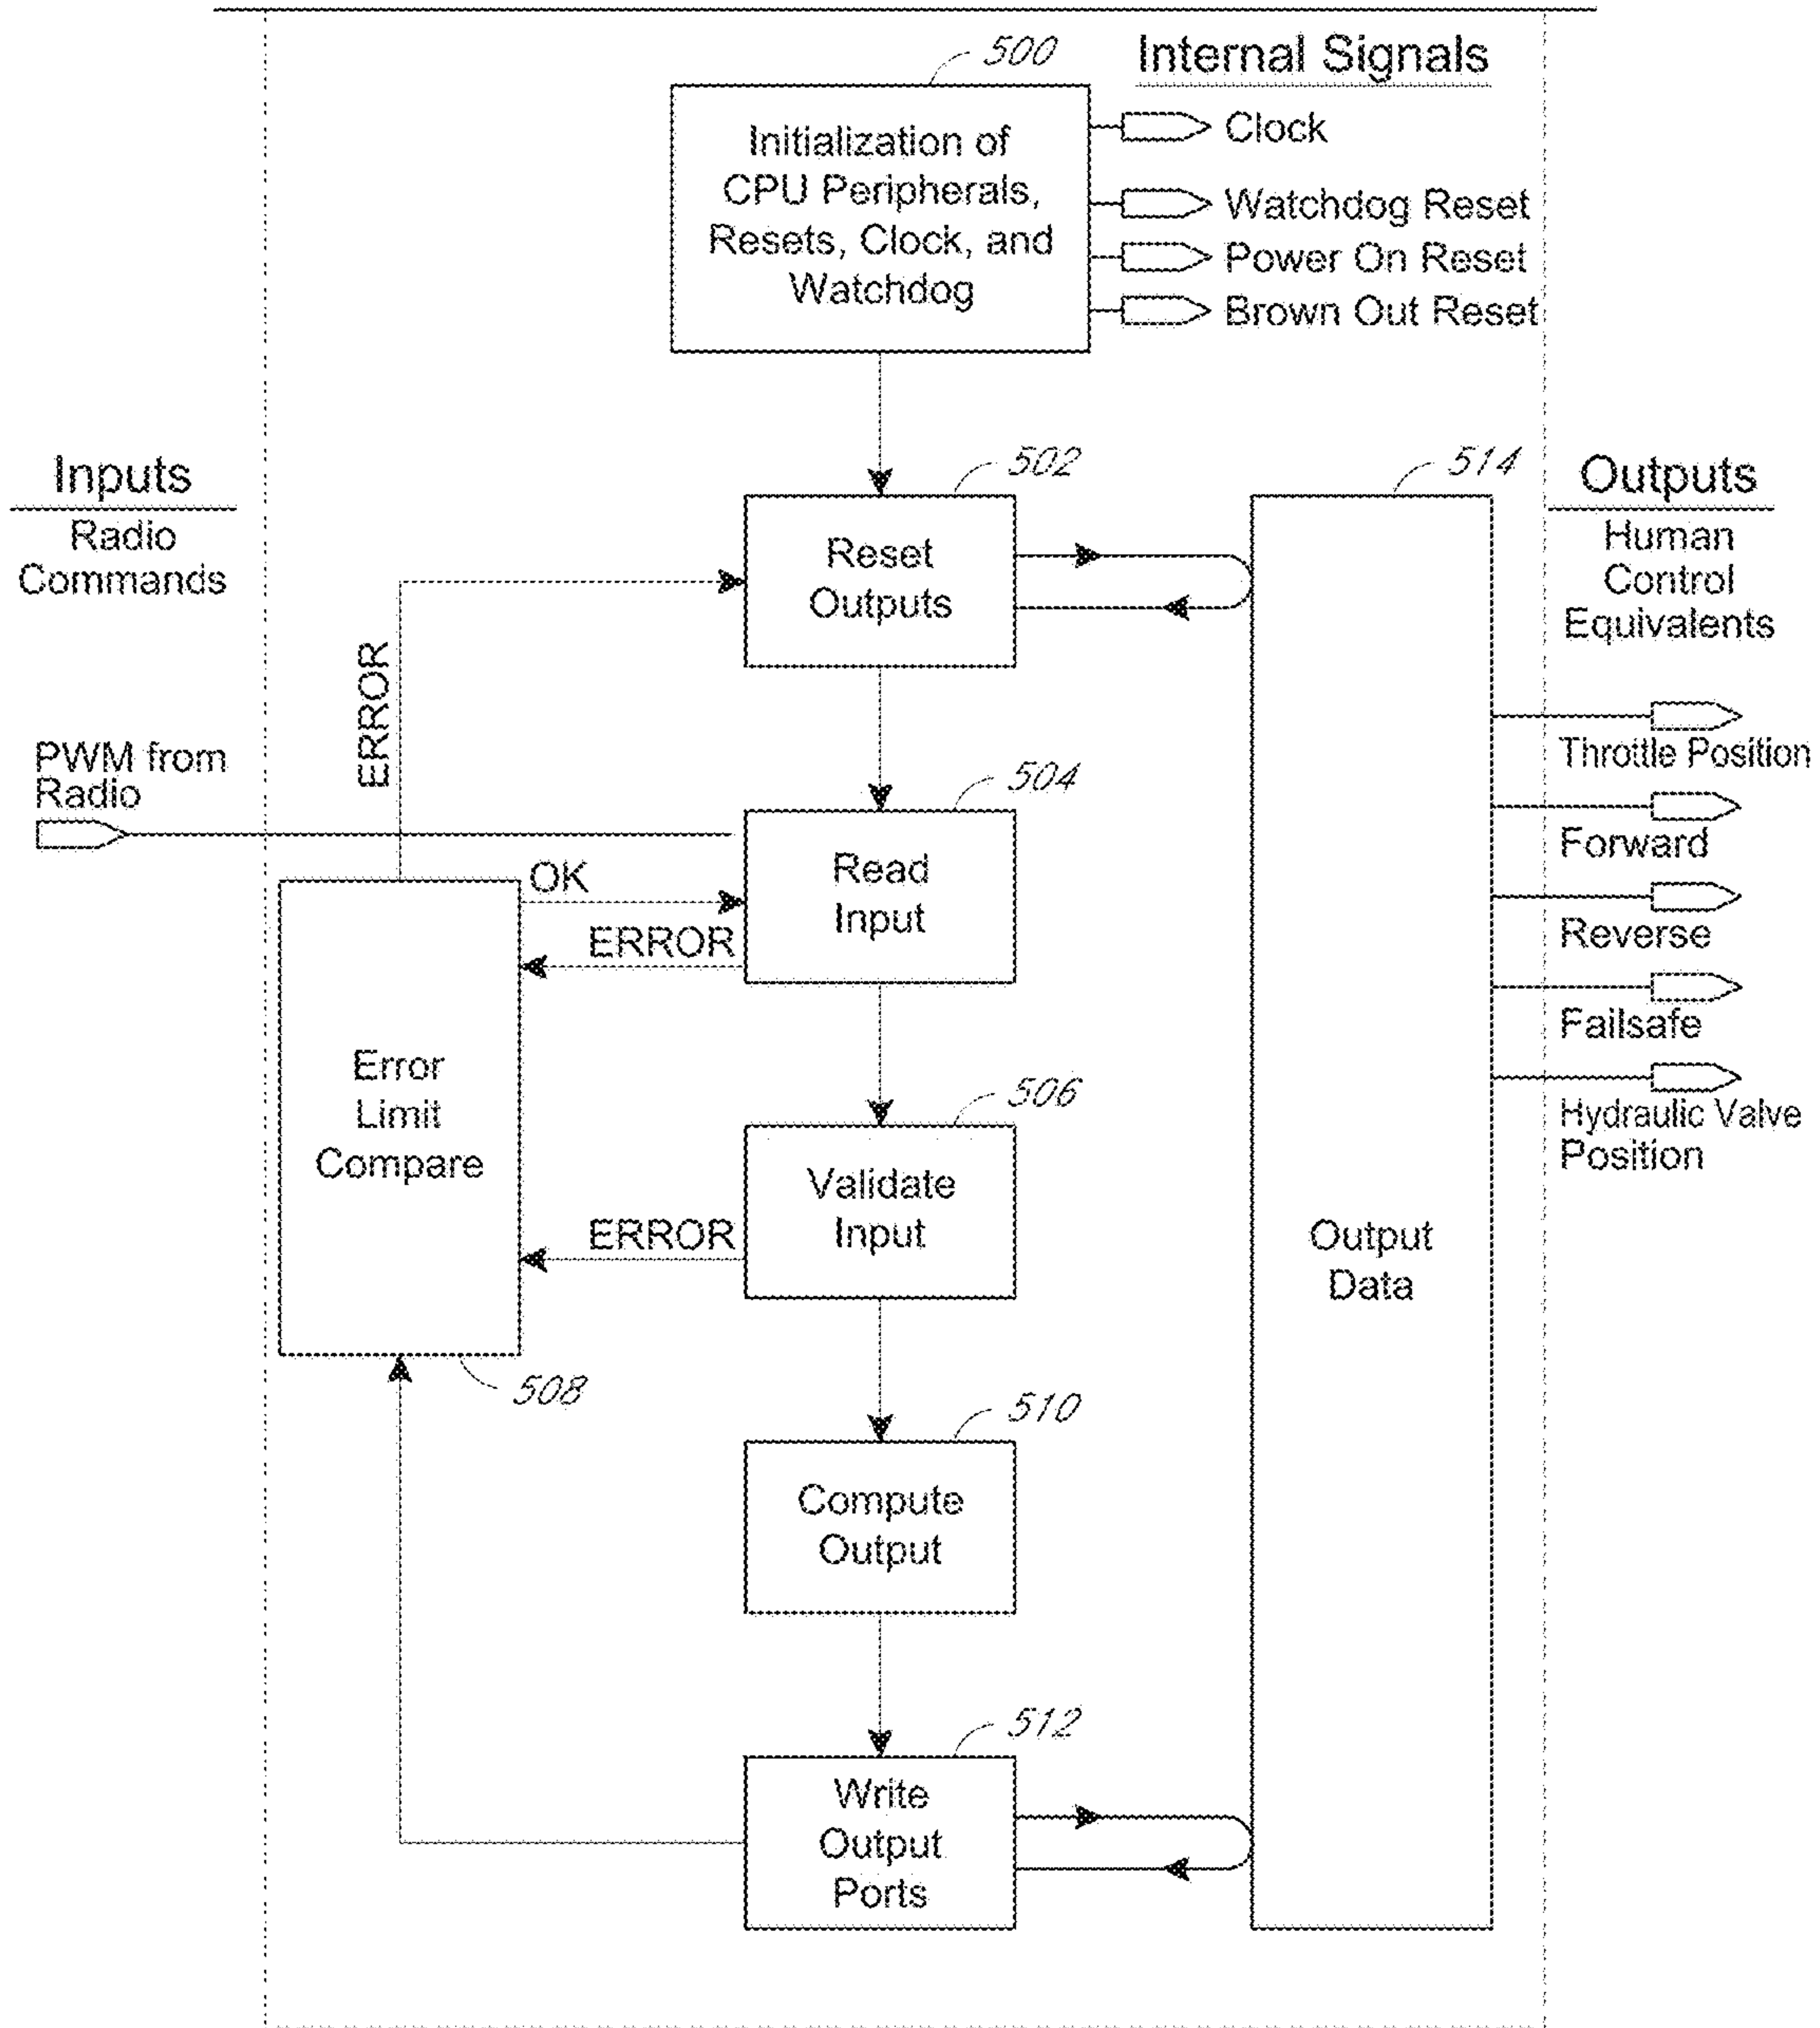 500
Internal Signals
Initialization of
CPU Peripherals,
Resets, Clock, and
Watchdog
Clock
Watchdog Reset
Power On Reset
Brown Out Reset
Inputs
Radio
Commands
502
514
Outputs
Human
Control
Equivalents
Reset
Outputs
ERROR
PWM from
Radio
504
Throttle Position
Forward
Reverse
Failsafe
Hydraulic Valve
Position
OK
Read
Input
ERROR
Error
Limit
Compare
506
Validate
Input
ERROR
Output
Data
508
510
Compute
Output
512
Write
Output
Ports